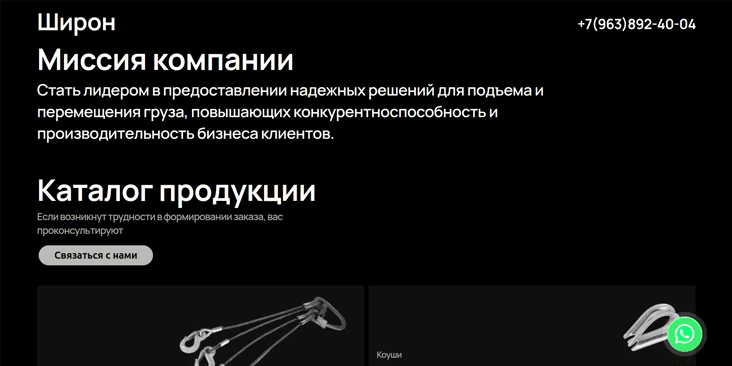 Широн
+7(963)892-40-04
Миссия компании
Стать лидером в предоставлении надежных решений для подъема и
перемещения груза, повышающих конкурентноспособность и
производительность бизнеса клиентов.
Каталог продукции
Если возникнут трудности в формировании заказа, вас
проконсультируют
Связаться с нами
Коуши